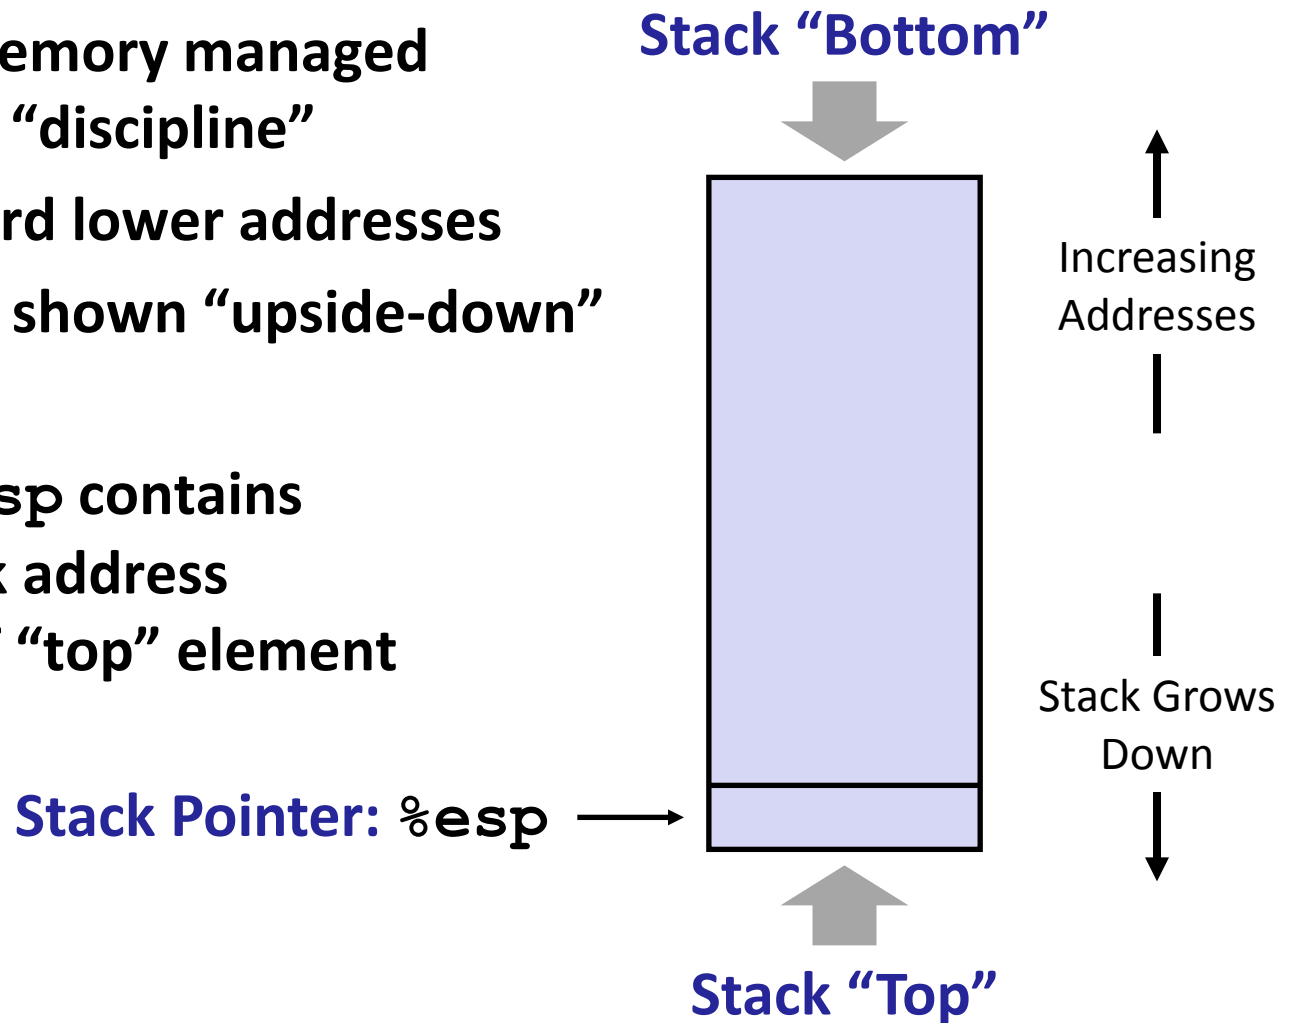 emory managed
“discipline”
rd lower addresses
shown “upside-down”
sp contains
address
“top” element
Stack Pointer: %esp
Stack “Bottom”
Increasing
Addresses
Stack Grows
Down
Stack “Top”